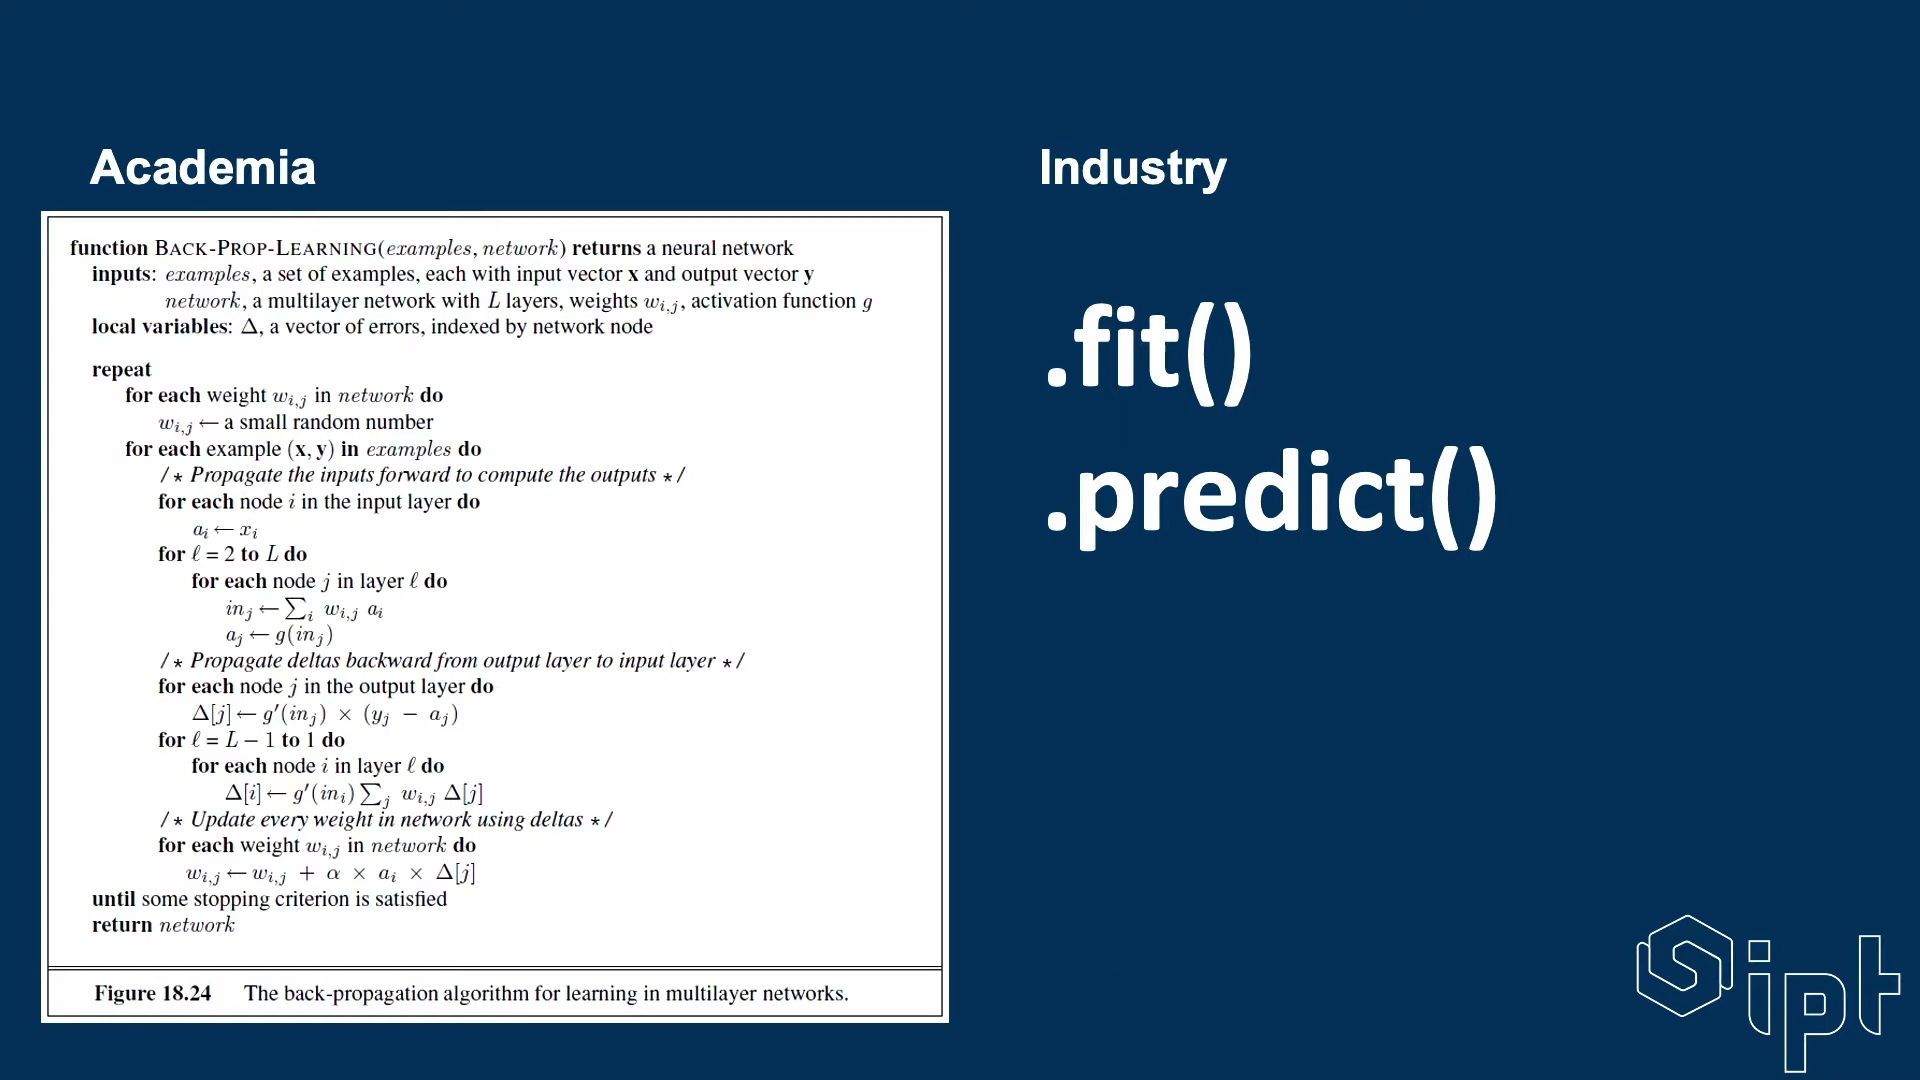 Academia
function BACK-PROP-LEARNING(examples, network) returns a neural network
inputs: examples, a set of examples, each with input vector x and output vector y
network, a multilayer network with L layers, weights w_{i,j}, activation function g
local variables: Δ, a vector of errors, indexed by network node
repeat
for each weight w_{i,j} in network do
w_{i,j} ← a small random number
for each example (x, y) in examples do
/* Propagate the inputs forward to compute the outputs */
for each node i in the input layer do
a_i ← x_i
for ℓ = 2 to L do
for each node j in layer ℓ do
in_j ← ∑_i w_{i,j} a_i
a_j ← g(in_j)
/* Propagate deltas backward from output layer to input layer */
for each node j in the output layer do
Δ[j] ← g′(in_j) × (y_j − a_j)
for ℓ = L − 1 to 1 do
for each node i in layer ℓ do
Δ[i] ← g′(in_i) ∑_j w_{i,j} Δ[j]
/* Update every weight in network using deltas */
for each weight w_{i,j} in network do
w_{i,j} ← w_{i,j} + α × a_i × Δ[j]
until some stopping criterion is satisfied
return network
Figure 18.24 The back-propagation algorithm for learning in multilayer networks.
Industry
.fit()
.predict()
Sipt